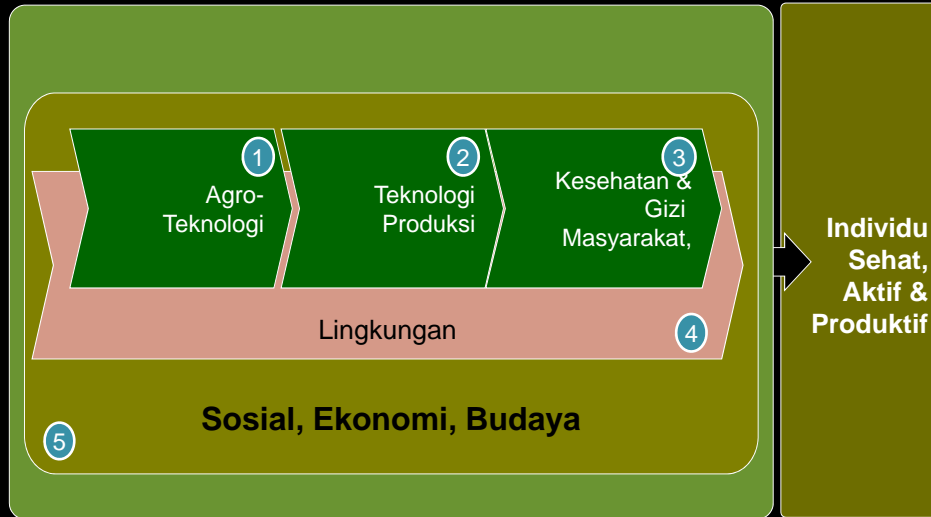 1
Agro-
Teknologi
2
Teknologi
Produksi
3
Kesehatan &
Gizi
Masyarakat,
Lingkungan
4
Sosial, Ekonomi, Budaya
5
Individu
Sehat,
Aktif &
Produktif